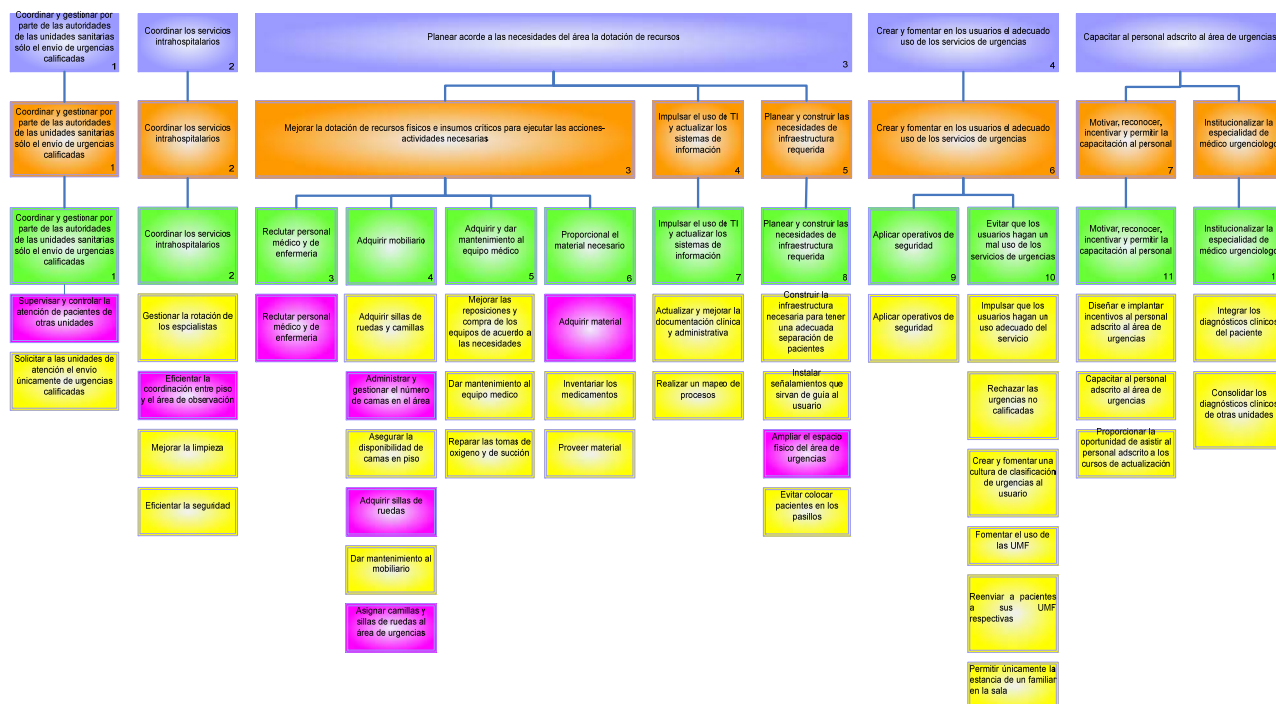 Coordinar y gestionar por
parte de las autoridades
de las unidades sanitarias
sólo el envío de urgencias
calificadas
1
Coordinar los servicios
intrahospitalarios
2
Planear acorde a las necesidades del área la dotación de recursos
3
Crear y fomentar en los usuarios el adecuado
uso de los servicios de urgencias
4
Capacitar al personal adscrito al área de urgencias
Coordinar y gestionar por
parte de las autoridades
de las unidades sanitarias
sólo el envío de urgencias
calificadas
1
Coordinar los servicios
intrahospitalarios
2
Mejorar la dotación de recursos físicos e insumos críticos para ejecutar las acciones-
actividades necesarias
3
Impulsar el uso de TI
y actualizar los
sistemas de
información
4
Planear y construir las
necesidades de
infraestructura
requerida
5
Crear y fomentar en los usuarios el adecuado
uso de los servicios de urgencias
6
Motivar, reconocer,
incentivar y permitir la
capacitación al personal
7
Institucionalizar la
especialidad de
médico urgenciologo
Coordinar y gestionar por
parte de las autoridades
de las unidades sanitarias
sólo el envío de urgencias
calificadas
1
Coordinar los servicios
intrahospitalarios
2
Reclutar personal
médico y de
enfermeria
3
Adquirir mobiliario
4
Adquirir y dar
mantenimiento al
equipo médico
5
Proporcional el
material necesario
6
Impulsar el uso de TI
y actualizar los
sistemas de
información
7
Planear y construir las
necesidades de
infraestructura
requerida
8
Aplicar operativos de
seguridad
9
Evitar que los
usuarios hagan un
mal uso de los
servicios de urgencias
10
Motivar, reconocer,
incentivar y permitir la
capacitación al personal
11
Institucionalizar la
especialidad de
médico urgenciologo
1
Supervisar y controlar la
atención de pacientes de
otras unidades
Solicitar a las unidades de
atención el envío
únicamente de urgencias
calificadas
Gestionar la rotación de
los espcialistas
Eficientar la
coordinación entre piso
y el área de observación
Mejorar la limpieza
Eficientar la seguridad
Reclutar personal
médico y de
enfermeria
Adquirir sillas de
ruedas y camillas
Administrar y
gestionar el número
de camas en el área
Asegurar la
disponibilidad de
camas en piso
Adquirir sillas de
ruedas
Dar mantenimiento al
mobiliario
Asignar camillas y
sillas de ruedas al
área de urgencias
Mejorar las
reposiciones y
compra de los
equipos de acuerdo a
las necesidades
Dar mantenimiento al
equipo medico
Reparar las tomas de
oxigeno y de succión
Adquirir material
Inventariar los
medicamentos
Proveer material
Actualizar y mejorar la
documentación clínica
y administrativa
Realizar un mapeo de
procesos
Construir la
infraestructura
necesaria para tener
una adecuada
separación de
pacientes
Instalar
señalamientos que
sirvan de guía al
usuario
Ampliar el espacio
físico del área de
urgencias
Evitar colocar
pacientes en los
pasillos
Aplicar operativos de
seguridad
Impulsar que los
usuarios hagan un
uso adecuado del
servicio
Rechazar las
urgencias no
calificadas
Crear y fomentar una
cultura de clasificación
de urgencias al
usuario
Fomentar el uso de
las UMF
Reenviar a pacientes
a sus UMF
respectivas
Permitir únicamente la
estancia de un familiar
en la sala
Diseñar e implantar
incentivos al personal
adscrito al área de
urgencias
Capacitar al personal
adscrito al área de
urgencias
Proporcionar la
oportunidad de asistir al
personal adscrito a los
cursos de actualización
Integrar los
diagnósticos clínicos
del paciente
Consolidar los
diagnósticos clínicos
de otras unidades